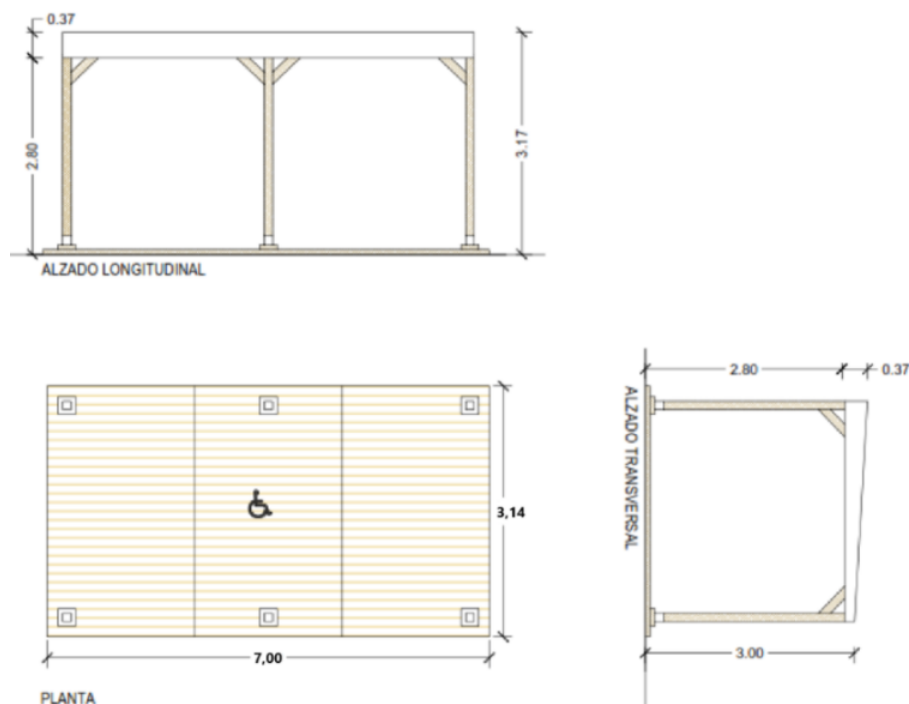 0.37
2.80
3.17
ALZADO LONGITUDINAL
3,14
7,00
PLANTA
2.80
0.37
ALZADO TRANSVERSAL
3.00